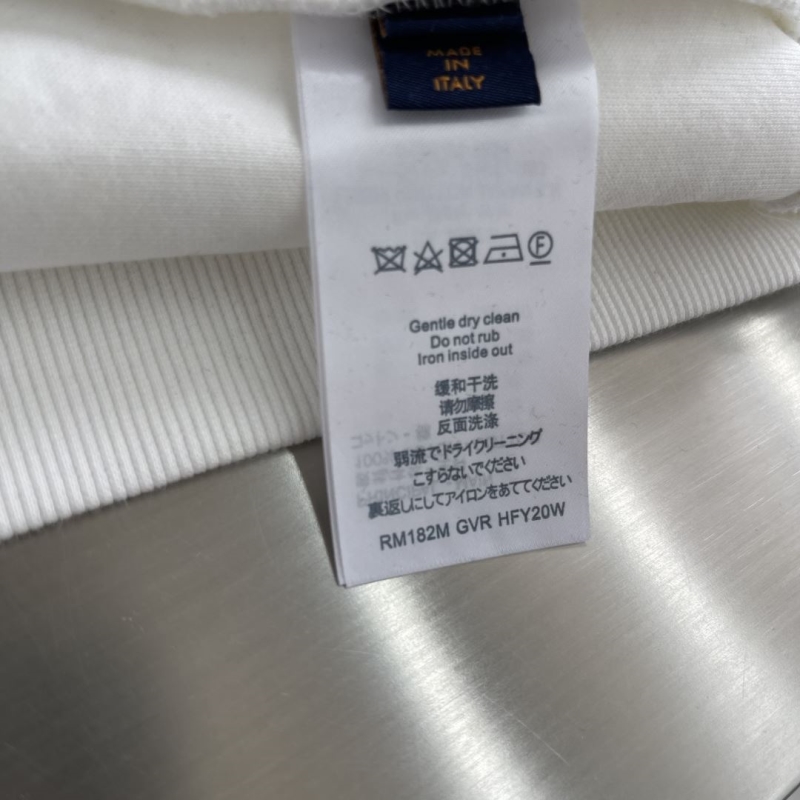 MADE
IN
ITALY
F
Gentle dry clean
Do not rub
Iron inside out
缓和干洗
请勿摩擦
反面洗涤
弱流でドライクリーニング
こすらないでください
裏返しにしてアイロンをあててください
RM182M GVR HFY20W